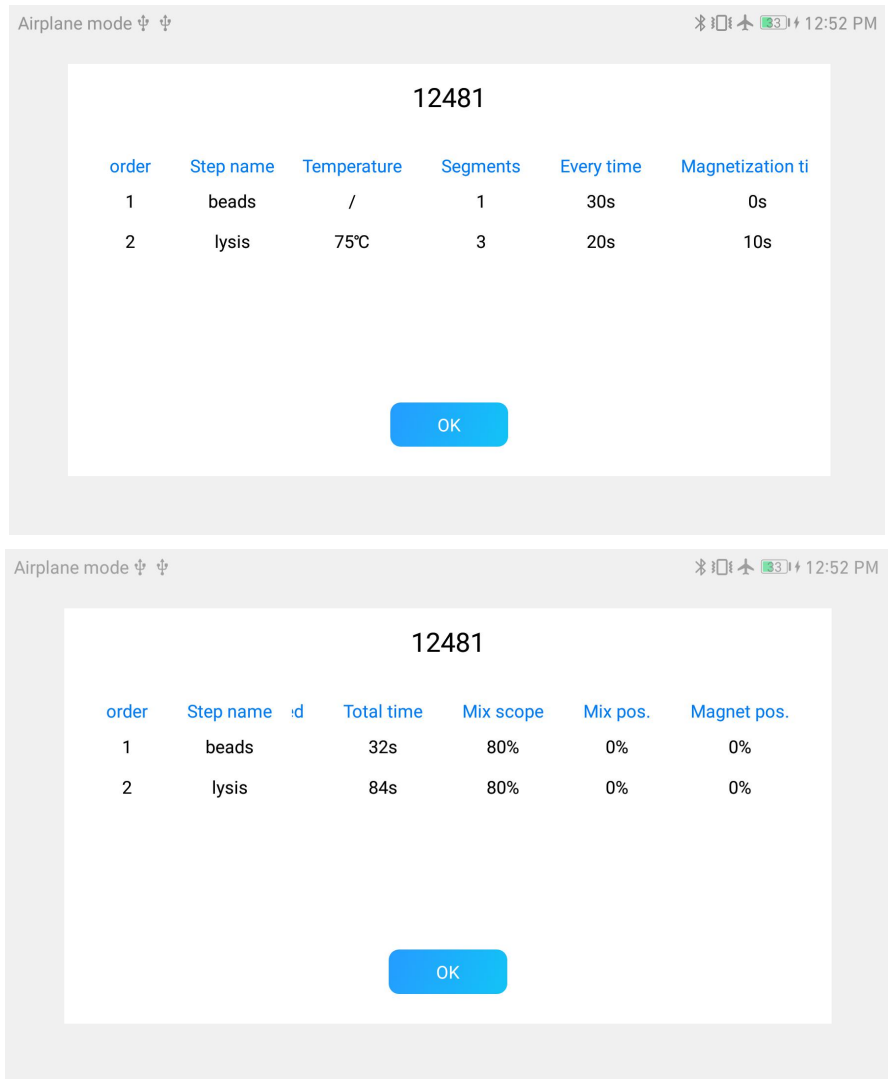 Airplane mode 33 12:52 PM
12481
order Step name Temperature Segments Every time Magnetization ti
1 beads / 1 30s 0s
2 lysis 75℃ 3 20s 10s
OK
Airplane mode 33 12:52 PM
12481
order Step name ed Total time Mix scope Mix pos. Magnet pos.
1 beads 32s 80% 0% 0%
2 lysis 84s 80% 0% 0%
OK